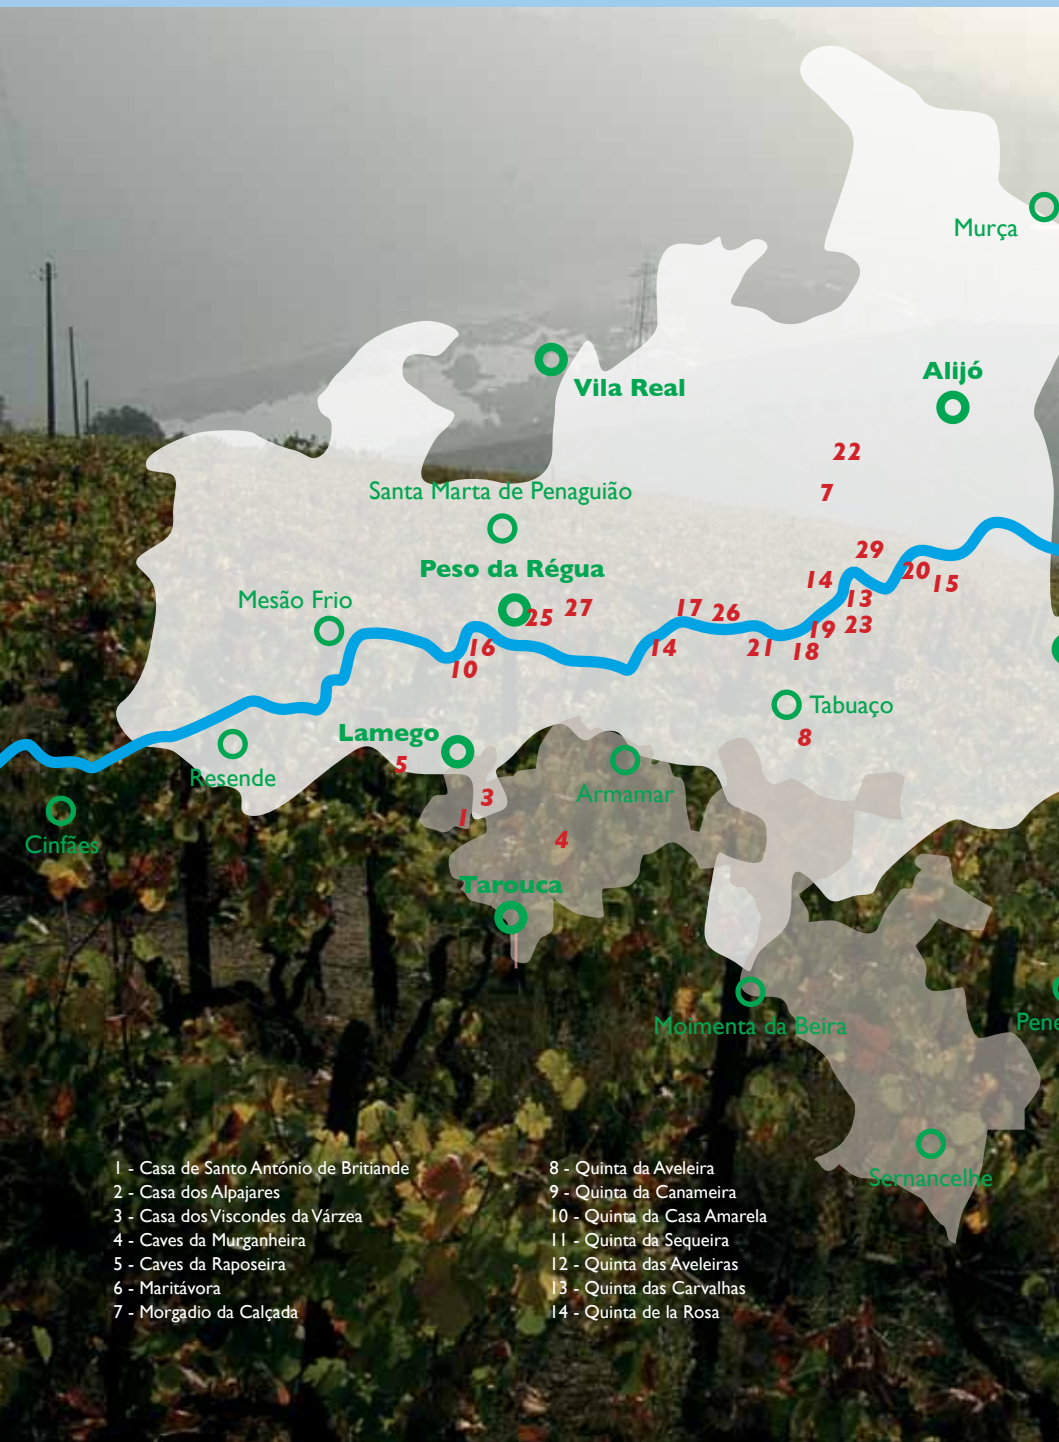 Murça
Alijó
Vila Real
22
Santa Marta de Penaguião
7
29
Peso da Régua
20
14
15
Mesão Frio
13
17
27
26
25
23
19
16
14
21
18
10
Tabuaço
Lamego
8
5
Resende
Armamar
3
1
4
Cinfães
Tarouca
Moimenta da Beira
Pene
Sernancelhe
1 - Casa de Santo António de Britiande
2 - Casa dos Alpajares
3 - Casa dos Viscondes da Várzea
4 - Caves da Murganheira
5 - Caves da Raposeira
6 - Maritávora
7 - Morgadio da Calçada
8 - Quinta da Aveleira
9 - Quinta da Canameira
10 - Quinta da Casa Amarela
11 - Quinta da Sequeira
12 - Quinta das Aveleiras
13 - Quinta das Carvalhas
14 - Quinta de la Rosa